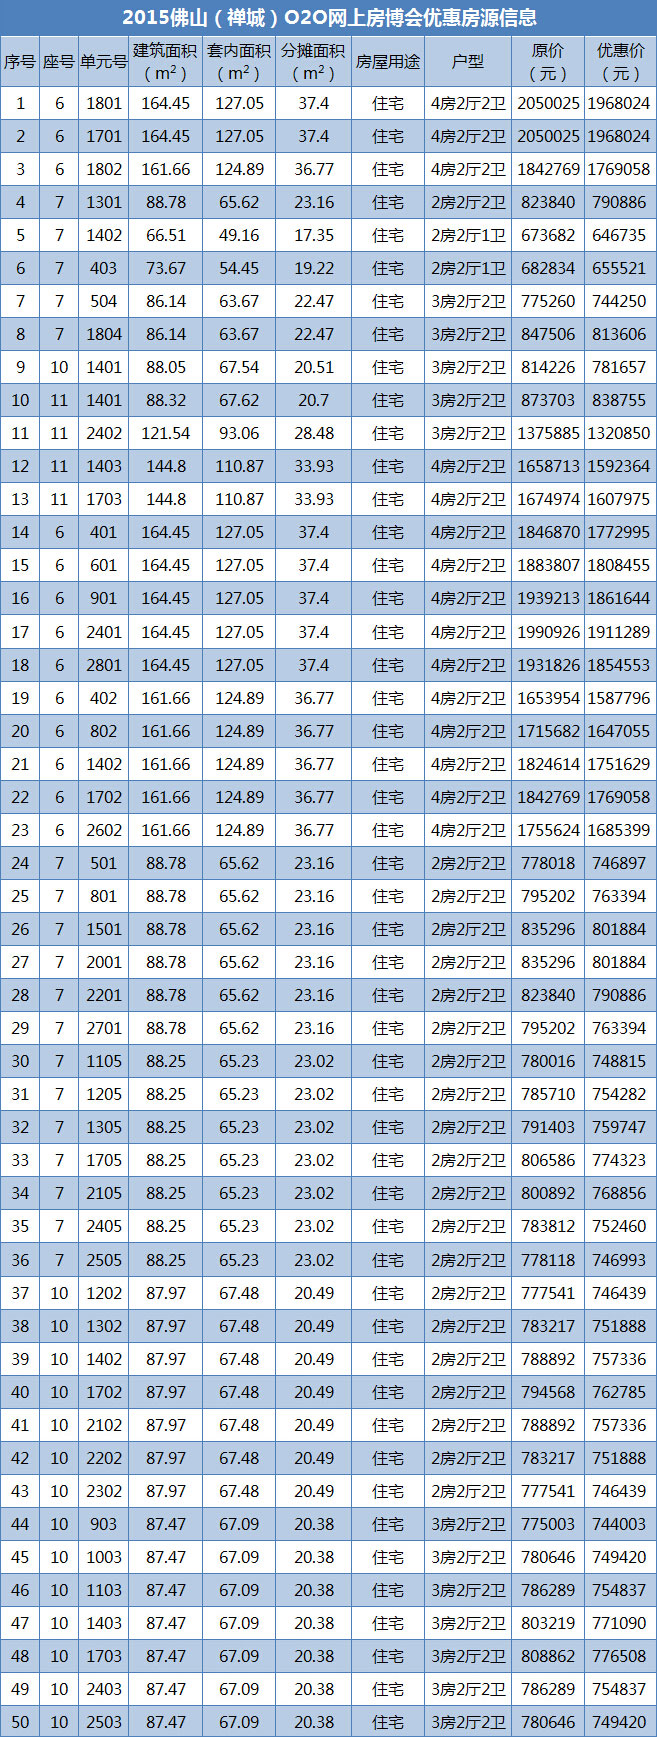 2015佛山（禅城）O2O网上房博会优惠房源信息
序号 座号 单元号 建筑面积（m²） 套内面积（m²） 分摊面积（m²） 房屋用途 户型 原价（元） 优惠价（元）
1 6 1801 164.45 127.05 37.4 住宅 4房2厅2卫 2050025 1968024
2 6 1701 164.45 127.05 37.4 住宅 4房2厅2卫 2050025 1968024
3 6 1802 161.66 124.89 36.77 住宅 4房2厅2卫 1842769 1769058
4 7 1301 88.78 65.62 23.16 住宅 2房2厅2卫 823840 790886
5 7 1402 66.51 49.16 17.35 住宅 2房2厅1卫 673682 646735
6 7 403 73.67 54.45 19.22 住宅 2房2厅1卫 682834 655521
7 7 504 86.14 63.67 22.47 住宅 3房2厅2卫 775260 744250
8 7 1804 86.14 63.67 22.47 住宅 3房2厅2卫 847506 813606
9 10 1401 88.05 67.54 20.51 住宅 3房2厅2卫 814226 781657
10 11 1401 88.32 67.62 20.7 住宅 3房2厅2卫 873703 838755
11 11 2402 121.54 93.06 28.48 住宅 3房2厅2卫 1375885 1320850
12 11 1403 144.8 110.87 33.93 住宅 4房2厅2卫 1658713 1592364
13 11 1703 144.8 110.87 33.93 住宅 4房2厅2卫 1674974 1607975
14 6 401 164.45 127.05 37.4 住宅 4房2厅2卫 1846870 1772995
15 6 601 164.45 127.05 37.4 住宅 4房2厅2卫 1883807 1808455
16 6 901 164.45 127.05 37.4 住宅 4房2厅2卫 1939213 1861644
17 6 2401 164.45 127.05 37.4 住宅 4房2厅2卫 1990926 1911289
18 6 2801 164.45 127.05 37.4 住宅 4房2厅2卫 1931826 1854553
19 6 402 161.66 124.89 36.77 住宅 4房2厅2卫 1653954 1587796
20 6 802 161.66 124.89 36.77 住宅 4房2厅2卫 1715682 1647055
21 6 1402 161.66 124.89 36.77 住宅 4房2厅2卫 1824614 1751629
22 6 1702 161.66 124.89 36.77 住宅 4房2厅2卫 1842769 1769058
23 6 2602 161.66 124.89 36.77 住宅 4房2厅2卫 1755624 1685399
24 7 501 88.78 65.62 23.16 住宅 2房2厅2卫 778018 746897
25 7 801 88.78 65.62 23.16 住宅 2房2厅2卫 795202 763394
26 7 1501 88.78 65.62 23.16 住宅 2房2厅2卫 835296 801884
27 7 2001 88.78 65.62 23.16 住宅 2房2厅2卫 835296 801884
28 7 2201 88.78 65.62 23.16 住宅 2房2厅2卫 823840 790886
29 7 2701 88.78 65.62 23.16 住宅 2房2厅2卫 795202 763394
30 7 1105 88.25 65.23 23.02 住宅 2房2厅2卫 780016 748815
31 7 1205 88.25 65.23 23.02 住宅 2房2厅2卫 785710 754282
32 7 1305 88.25 65.23 23.02 住宅 2房2厅2卫 791403 759747
33 7 1705 88.25 65.23 23.02 住宅 2房2厅2卫 806586 774323
34 7 2105 88.25 65.23 23.02 住宅 2房2厅2卫 800892 768856
35 7 2405 88.25 65.23 23.02 住宅 2房2厅2卫 783812 752460
36 7 2505 88.25 65.23 23.02 住宅 2房2厅2卫 778118 746993
37 10 1202 87.97 67.48 20.49 住宅 2房2厅2卫 777541 746439
38 10 1302 87.97 67.48 20.49 住宅 2房2厅2卫 783217 751888
39 10 1402 87.97 67.48 20.49 住宅 2房2厅2卫 788892 757336
40 10 1702 87.97 67.48 20.49 住宅 2房2厅2卫 794568 762785
41 10 2102 87.97 67.48 20.49 住宅 2房2厅2卫 788892 757336
42 10 2202 87.97 67.48 20.49 住宅 2房2厅2卫 783217 751888
43 10 2302 87.97 67.48 20.49 住宅 2房2厅2卫 777541 746439
44 10 903 87.47 67.09 20.38 住宅 3房2厅2卫 775003 744003
45 10 1003 87.47 67.09 20.38 住宅 3房2厅2卫 780646 749420
46 10 1103 87.47 67.09 20.38 住宅 3房2厅2卫 786289 754837
47 10 1403 87.47 67.09 20.38 住宅 3房2厅2卫 803219 771090
48 10 1703 87.47 67.09 20.38 住宅 3房2厅2卫 808862 776508
49 10 2403 87.47 67.09 20.38 住宅 3房2厅2卫 786289 754837
50 10 2503 87.47 67.09 20.38 住宅 3房2厅2卫 780646 749420